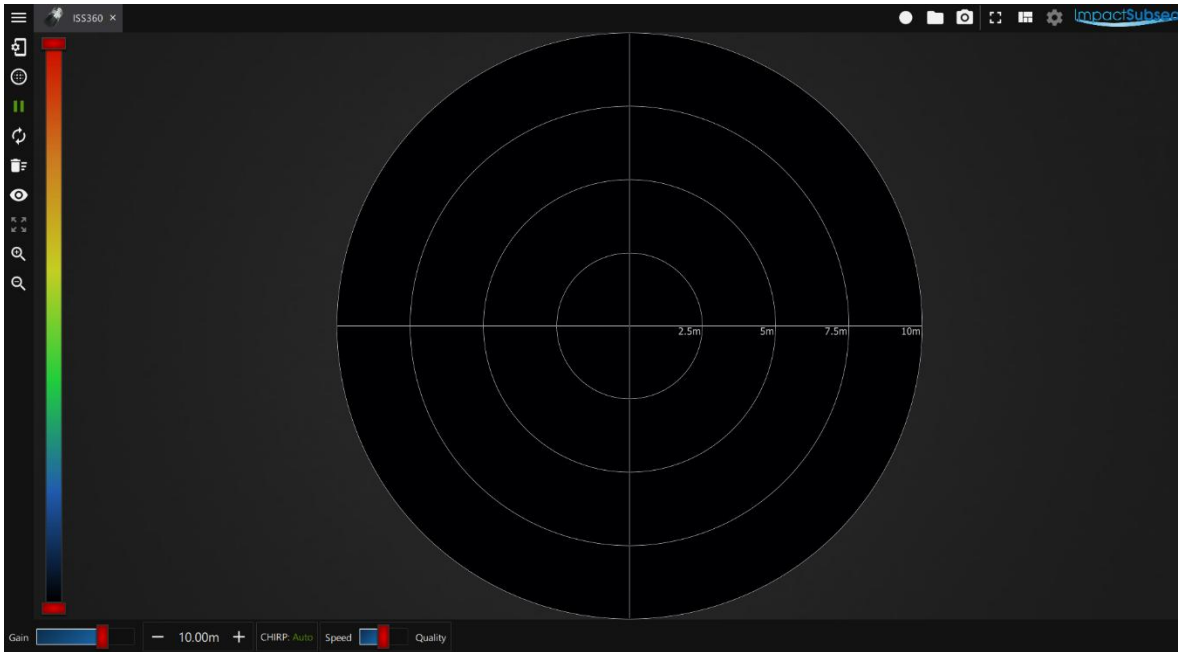 ISS360 ×
ImpactSubsea
2.5m 5m 7.5m 10m
Gain
10.00m
CHIRP: Auto
Speed
Quality